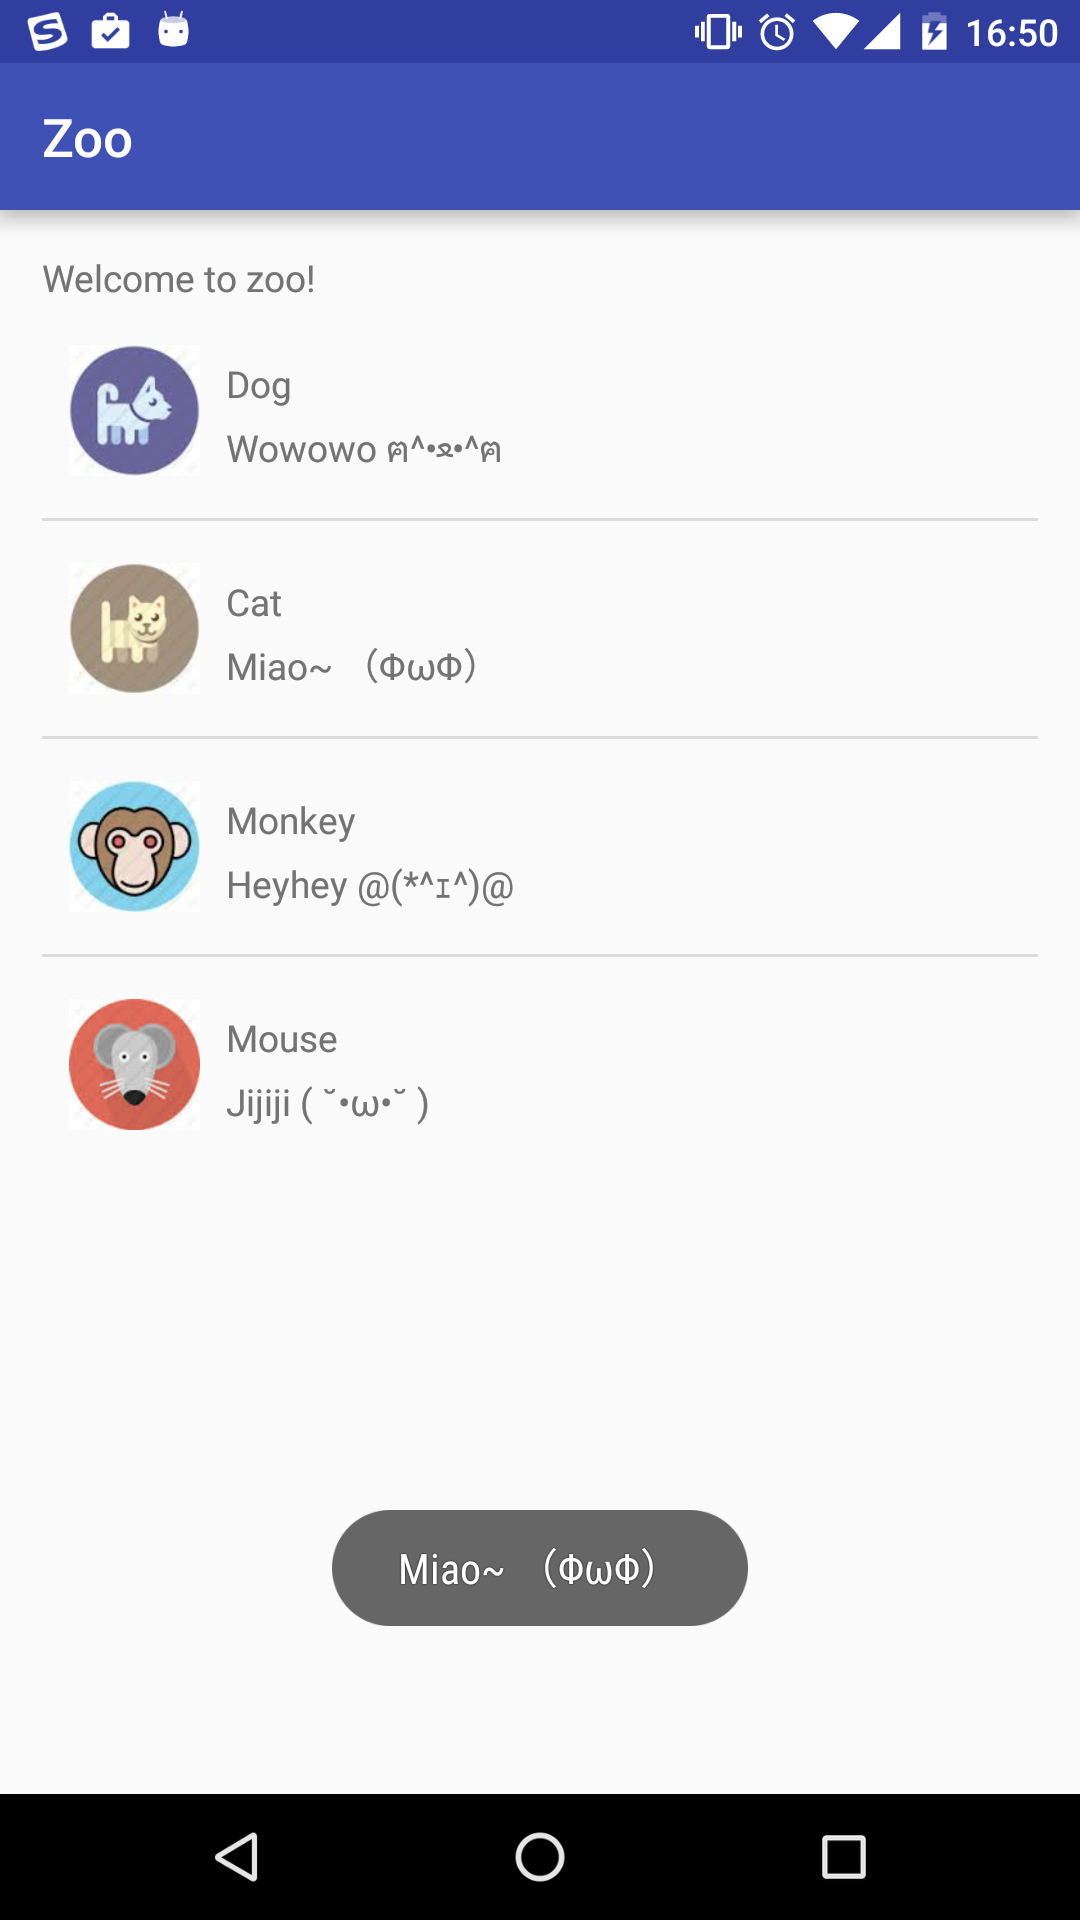 16:50
Zoo
Welcome to zoo!
Dog
Wowowo ฅ^•ﻌ•^ฅ
Cat
Miao~ （ΦωΦ）
Monkey
Heyhey @(*^ｪ^)@
Mouse
Jijiji ( ˘•ω•˘ )
Miao~ （ΦωΦ）